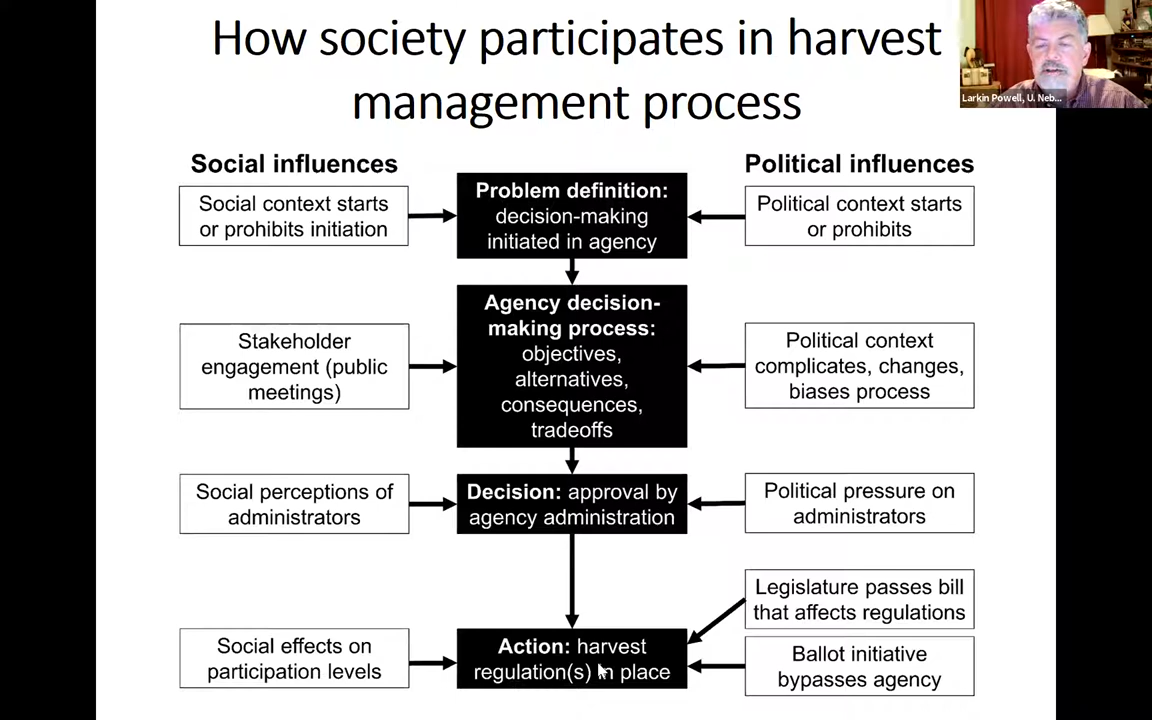 How society participates in harvest
management process
Larkin Powell, U. Neb...
Social influences
Political influences
Social context starts
or prohibits initiation
Problem definition:
decision-making
initiated in agency
Political context starts
or prohibits
Stakeholder
engagement (public
meetings)
Agency decision-
making process:
objectives,
alternatives,
consequences,
tradeoffs
Political context
complicates, changes,
biases process
Social perceptions of
administrators
Decision: approval by
agency administration
Political pressure on
administrators
Legislature passes bill
that affects regulations
Social effects on
participation levels
Action: harvest
regulation(s) in place
Ballot initiative
bypasses agency